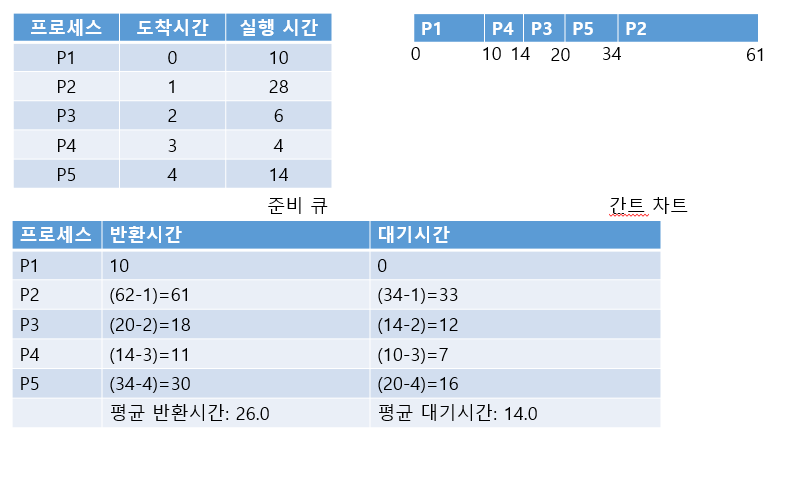 프로세스 도착시간 실행 시간
P1 0 10
P2 1 28
P3 2 6
P4 3 4
P5 4 14
준비 큐
P1 P4 P3 P5 P2
0 10 14 20 34 61
간트 차트
프로세스 반환시간 대기시간
P1 10 0
P2 (62-1)=61 (34-1)=33
P3 (20-2)=18 (14-2)=12
P4 (14-3)=11 (10-3)=7
P5 (34-4)=30 (20-4)=16
평균 반환시간: 26.0 평균 대기시간: 14.0